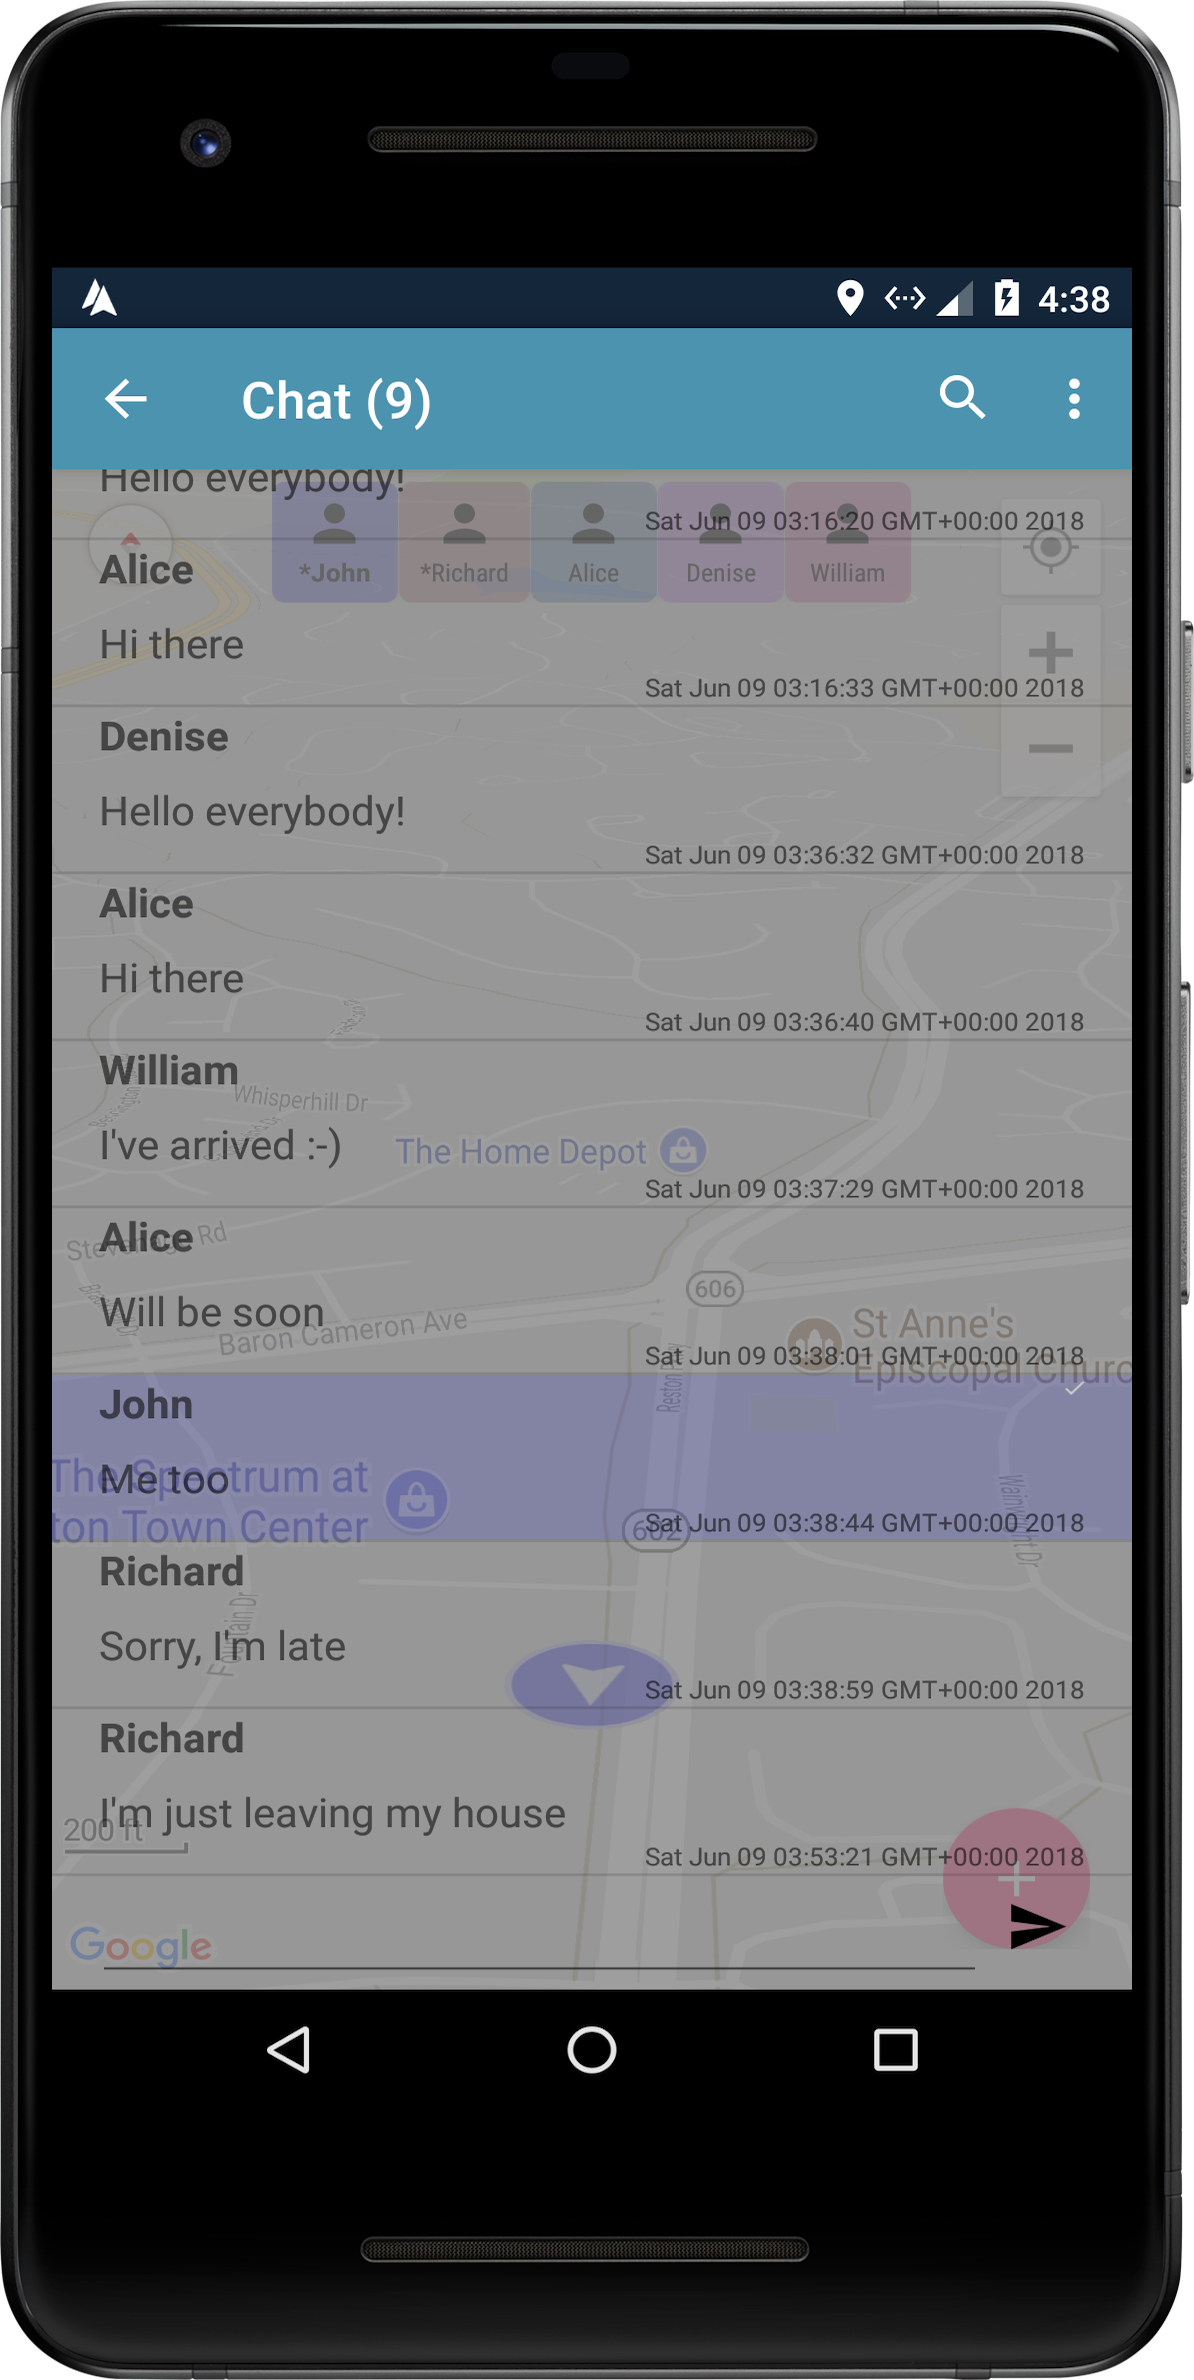 4:38
Chat (9)
Hello everybody!
Sat Jun 09 03:16:20 GMT+00:00 2018
*John *Richard Alice Denise William
Alice
Hi there
Sat Jun 09 03:16:33 GMT+00:00 2018
Denise
Hello everybody!
Sat Jun 09 03:36:32 GMT+00:00 2018
Alice
Hi there
Sat Jun 09 03:36:40 GMT+00:00 2018
William
Whisperhill Dr
I've arrived :-)
The Home Depot
Sat Jun 09 03:37:29 GMT+00:00 2018
Alice
Rd
Will be soon
606
Baron Cameron Ave
St Anne's
Episcopal Churc
Sat Jun 09 03:38:01 GMT+00:00 2018
John
The Spectrum at
ton Town Center
Me too
602
Sat Jun 09 03:38:44 GMT+00:00 2018
Wainwright Dr
Richard
Fountain Dr
Sorry, I'm late
Sat Jun 09 03:38:59 GMT+00:00 2018
Richard
I'm just leaving my house
200 ft
Sat Jun 09 03:53:21 GMT+00:00 2018
Google